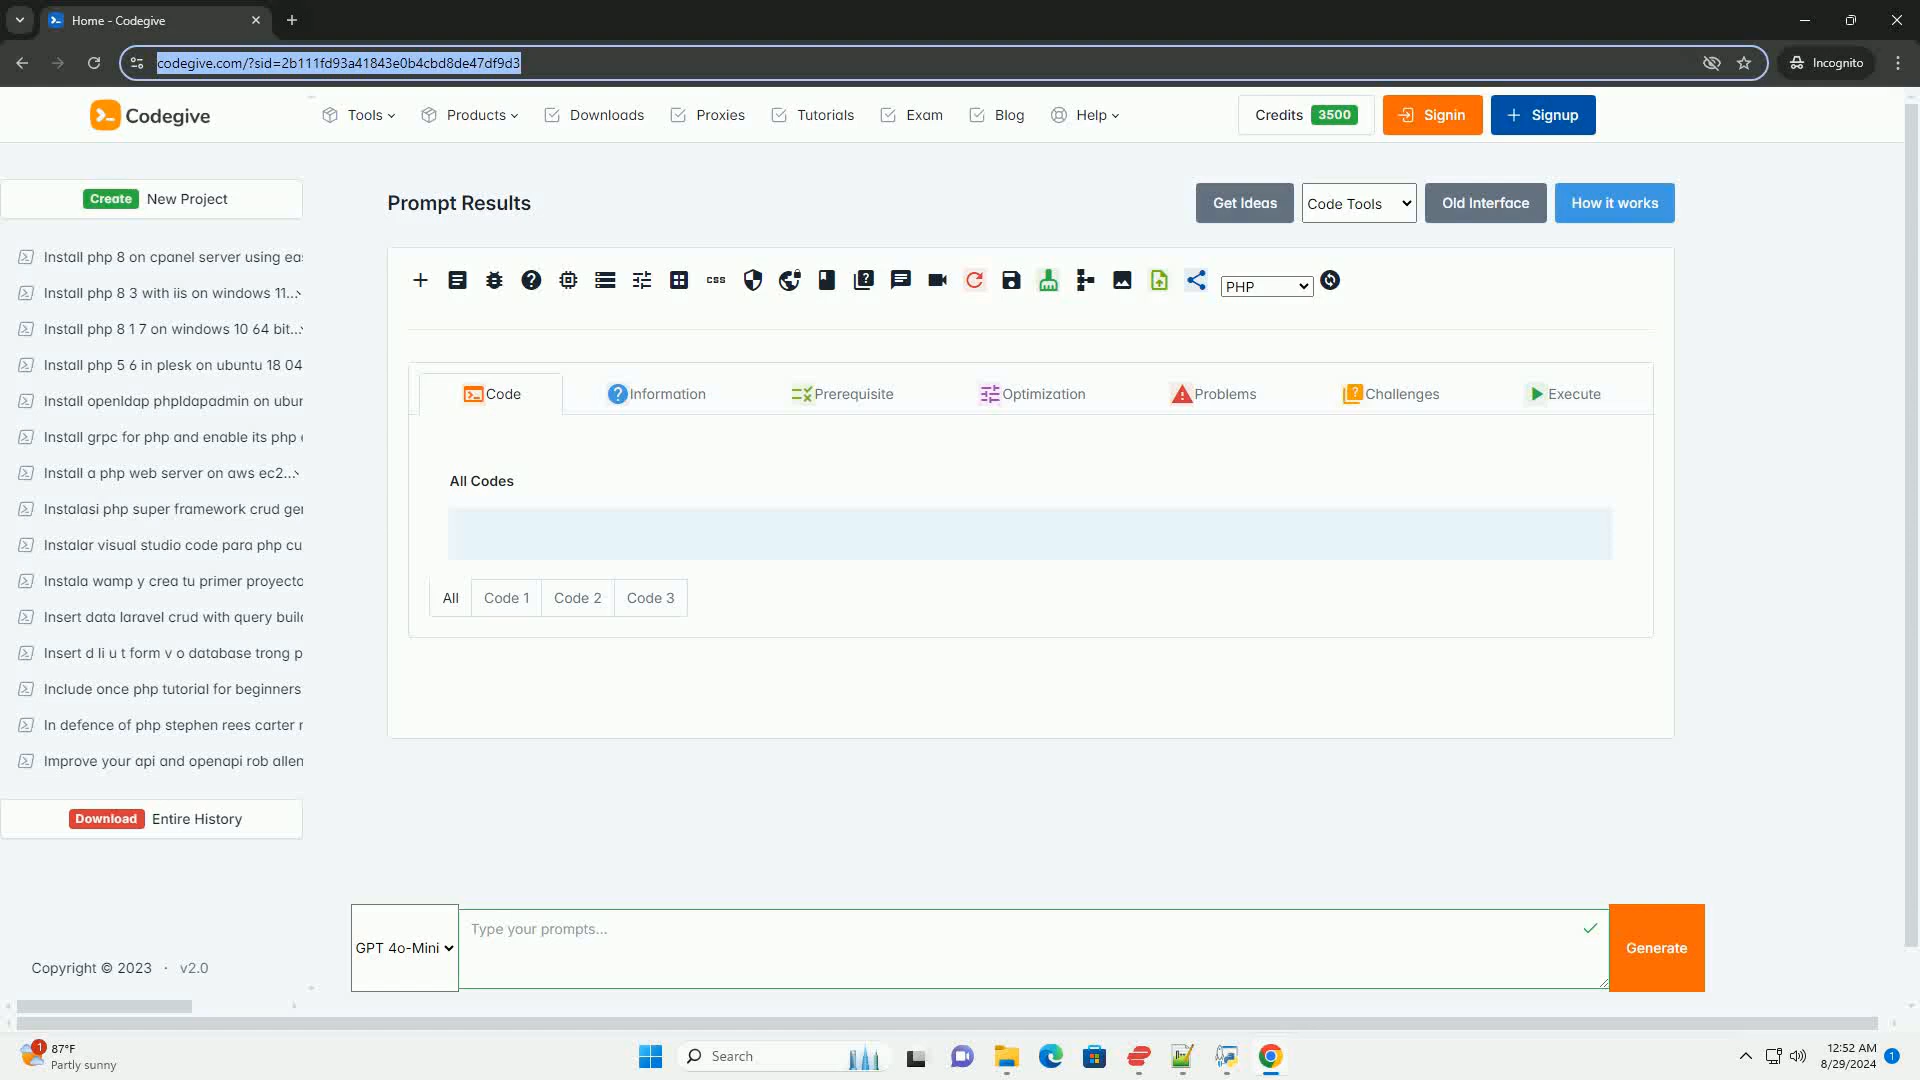 Home - Codegive
codegive.com/?sid=2b111fd93a41843e0b4cbd8de47df9d3
Incognito
Codegive
Tools
Products
Downloads
Proxies
Tutorials
Exam
Blog
Help
Credits 3500
Signin
Signup
Create New Project
Install php 8 on cpanel server using eas
Install php 8 3 with iis on windows 11...
Install php 8 1 7 on windows 10 64 bit...
Install php 5 6 in plesk on ubuntu 18 04
Install openldap phpldapadmin on ubun
Install grpc for php and enable its php e
Install a php web server on aws ec2...
Instalasi php super framework crud gen
Instalar visual studio code para php cu
Instala wamp y crea tu primer proyecto
Insert data laravel crud with query build
Insert d li u t form v o database trong p
Include once php tutorial for beginners
In defence of php stephen rees carter n
Improve your api and openapi rob allen
Download Entire History
Copyright © 2023 · v2.0
Prompt Results
Get Ideas
Code Tools
Old Interface
How it works
css
PHP
Code
Information
Prerequisite
Optimization
Problems
Challenges
Execute
All Codes
All
Code 1
Code 2
Code 3
GPT 4o-Mini
Type your prompts...
Generate
1
87°F
Partly sunny
Search
12:52 AM
8/29/2024
1